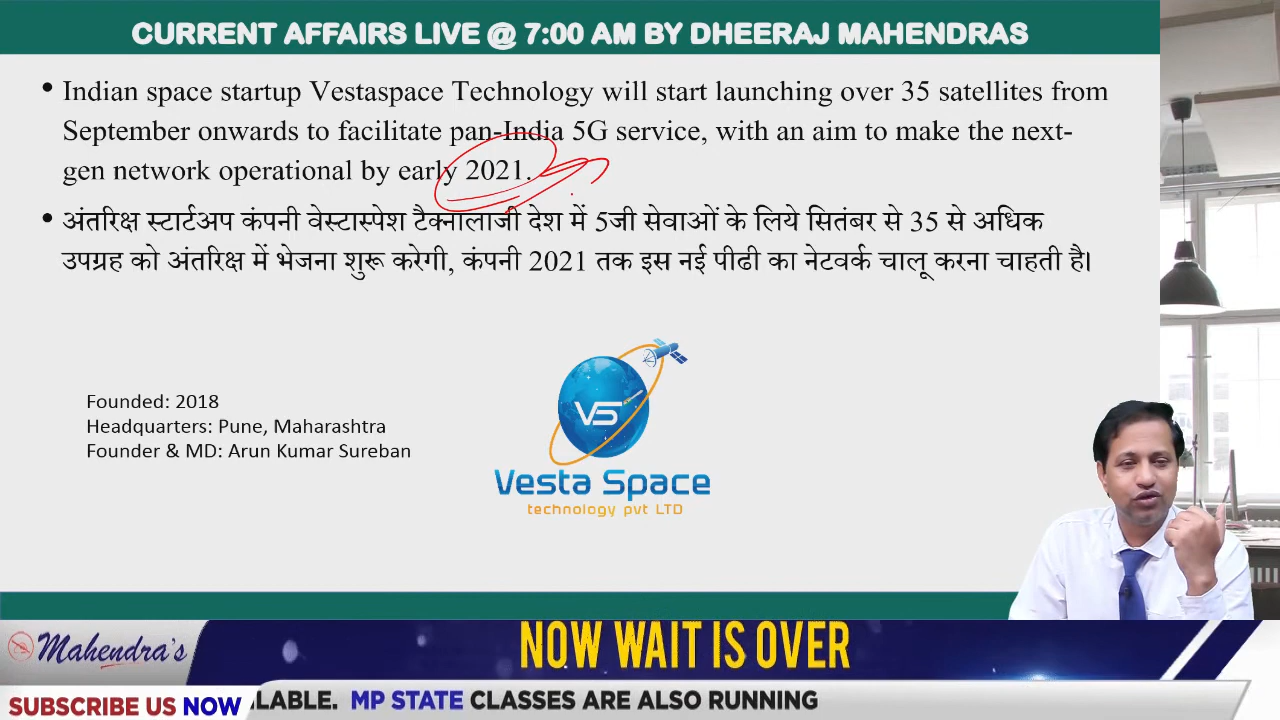 CURRENT AFFAIRS LIVE @ 7:00 AM BY DHEERAJ MAHENDRAS
• Indian space startup Vestaspace Technology will start launching over 35 satellites from
September onwards to facilitate pan-India 5G service, with an aim to make the next-
gen network operational by early 2021.
• अंतरिक्ष स्टार्टअप कंपनी वेस्टास्पेश टैक्नालाजी देश में 5जी सेवाओं के लिये सितंबर से 35 से अधिक
उपग्रह को अंतरिक्ष में भेजना शुरू करेगी, कंपनी 2021 तक इस नई पीढी का नेटवर्क चालू करना चाहती है।
Founded: 2018
Headquarters: Pune, Maharashtra
Founder & MD: Arun Kumar Sureban
VS
Vesta Space
technology pvt LTD
Mahendra's
NOW WAIT IS OVER
SUBSCRIBE US NOW
LABLE. MP STATE CLASSES ARE ALSO RUNNING